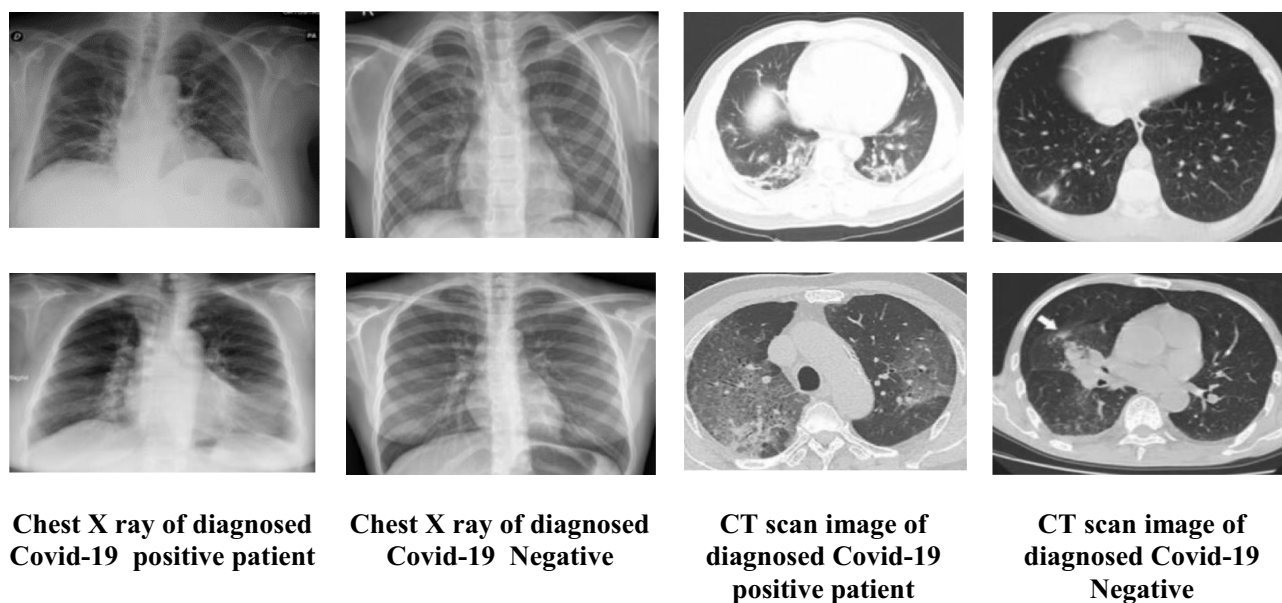 PA
R
Chest X ray of diagnosed
Covid-19 positive patient
Chest X ray of diagnosed
Covid-19 Negative
CT scan image of
diagnosed Covid-19
positive patient
CT scan image of
diagnosed Covid-19
Negative